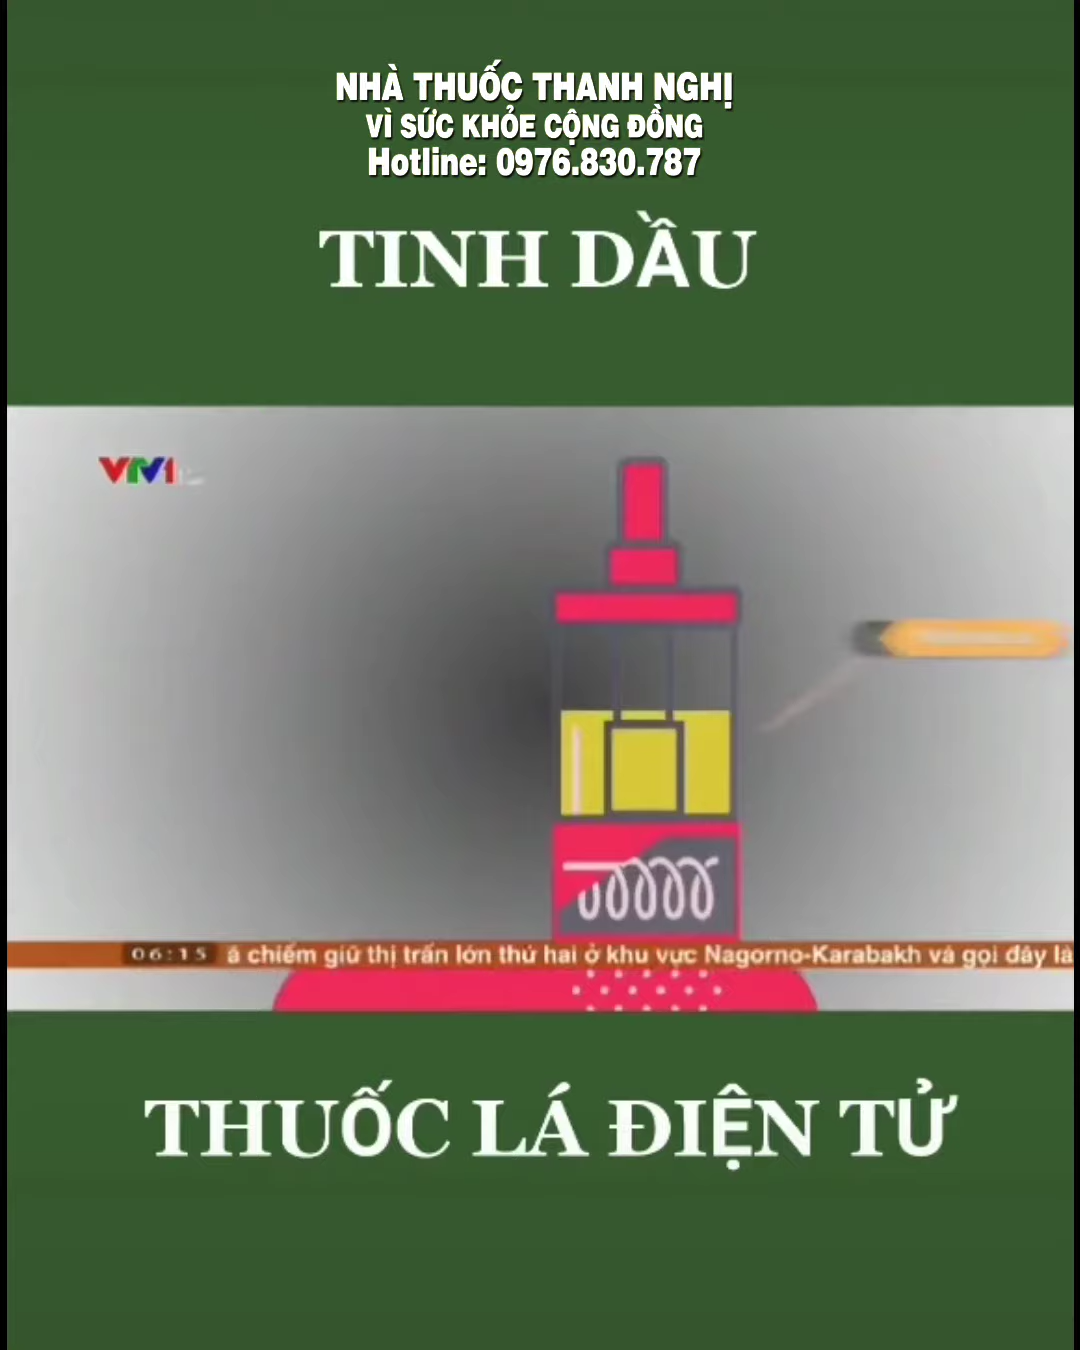 NHÀ THUỐC THANH NGHỊ
VÌ SỨC KHỎE CỘNG ĐỒNG
Hotline: 0976.830.787
TINH DẦU
VTV1
06:15 á chiếm giữ thị trấn lớn thứ hai ở khu vực Nagorno-Karabakh và gọi đây là
THUỐC LÁ ĐIỆN TỬ